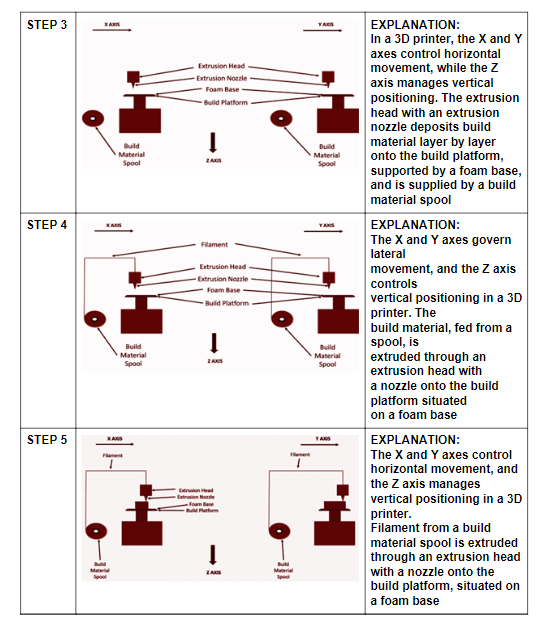 STEP 3
X AXIS
Y AXIS
Extrusion Head
Extrusion Nozzle
Foam Base
Build Platform
Build
Material
Spool
Z AXIS
Build
Material
Spool
EXPLANATION:
In a 3D printer, the X and Y
axes control horizontal
movement, while the Z
axis manages vertical
positioning. The extrusion
head with an extrusion
nozzle deposits build
material layer by layer
onto the build platform,
supported by a foam base,
and is supplied by a build
material spool
STEP 4
X AXIS
Y AXIS
Filament
Extrusion Head
Extrusion Nozzle
Foam Base
Build Platform
Build
Material
Spool
Z AXIS
Build
Material
Spool
EXPLANATION:
The X and Y axes govern
lateral
movement, and the Z axis
controls
vertical positioning in a 3D
printer. The
build material, fed from a
spool, is
extruded through an
extrusion head with
a nozzle onto the build
platform situated
on a foam base
STEP 5
X AXIS
Y AXIS
Filament
Filament
Extrusion Head
Extrusion Nozzle
Foam Base
Build Platform
Build
Material
Spool
Z AXIS
Build
Material
Spool
EXPLANATION:
The X and Y axes control
horizontal movement, and
the Z axis manages
vertical positioning in a 3D
printer.
Filament from a build
material spool is extruded
through an extrusion head
with a nozzle onto the
build platform, situated on
a foam base